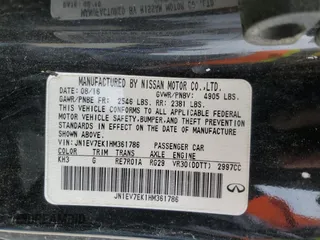 MANUFACTURED BY NISSAN MOTOR CO.,LTD.
DATE: 08/16 GVWR/PNBV: 4905 LBS.
GAWR/PNBE FR: 2546 LBS. RR: 2381 LBS.
THIS VEHICLE CONFORMS TO ALL APPLICABLE FEDERAL
MOTOR VEHICLE SAFETY, BUMPER, AND THEFT PREVENTION
STANDARDS IN EFFECT ON THE DATE OF MANUFACTURE
SHOWN ABOVE.
VIN: JN1EV7EK1HM361786 PASSENGER CAR
COLOR TRIM TRANS AXLE ENGINE
KH3 G RE7R01A RG29 VR30(DDTT) 2997CC
JN1EV7EK1HM361786
INFINITI